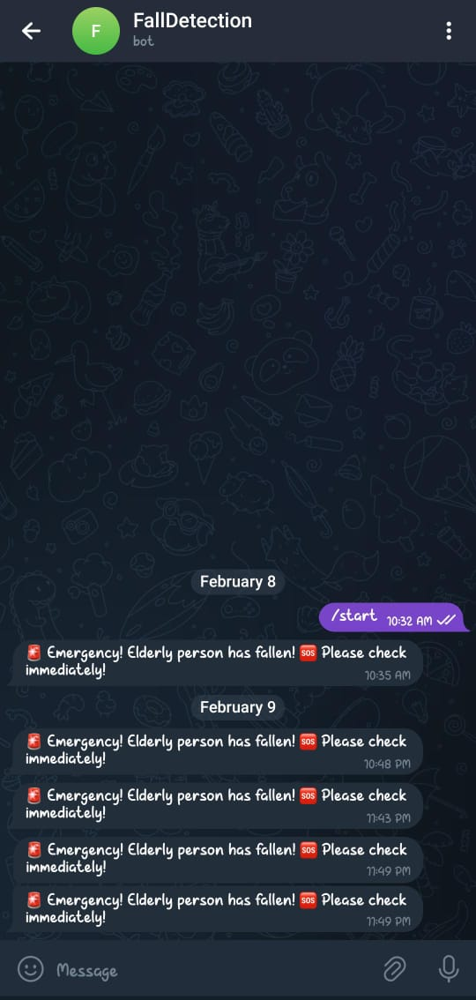 F
FallDetection
bot
February 8
/start 10:32 AM
🚨 Emergency! Elderly person has fallen! 🆘 Please check
immediately! 10:35 AM
February 9
🚨 Emergency! Elderly person has fallen! 🆘 Please check
immediately! 10:48 PM
🚨 Emergency! Elderly person has fallen! 🆘 Please check
immediately! 11:43 PM
🚨 Emergency! Elderly person has fallen! 🆘 Please check
immediately! 11:49 PM
🚨 Emergency! Elderly person has fallen! 🆘 Please check
immediately! 11:49 PM
Message